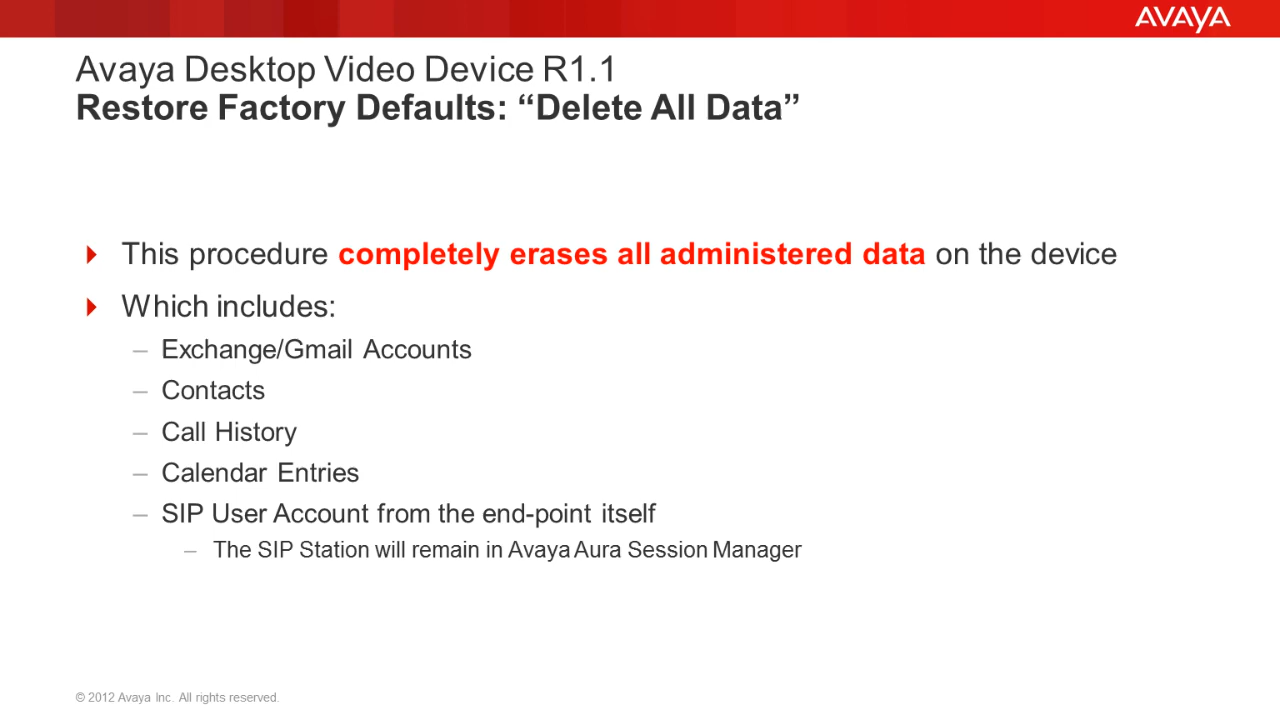 AVAYA
Avaya Desktop Video Device R1.1
Restore Factory Defaults: “Delete All Data”
This procedure completely erases all administered data on the device
Which includes:
– Exchange/Gmail Accounts
– Contacts
– Call History
– Calendar Entries
– SIP User Account from the end-point itself
– The SIP Station will remain in Avaya Aura Session Manager
© 2012 Avaya Inc. All rights reserved.